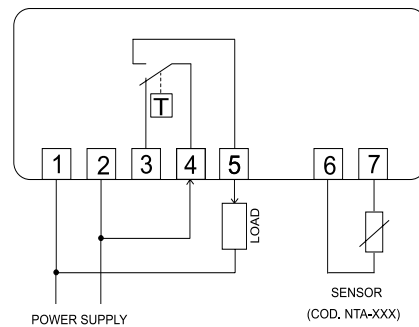 T
1 2 3 4 5 6 7
LOAD
POWER SUPPLY
SENSOR
(COD. NTA-XXX)